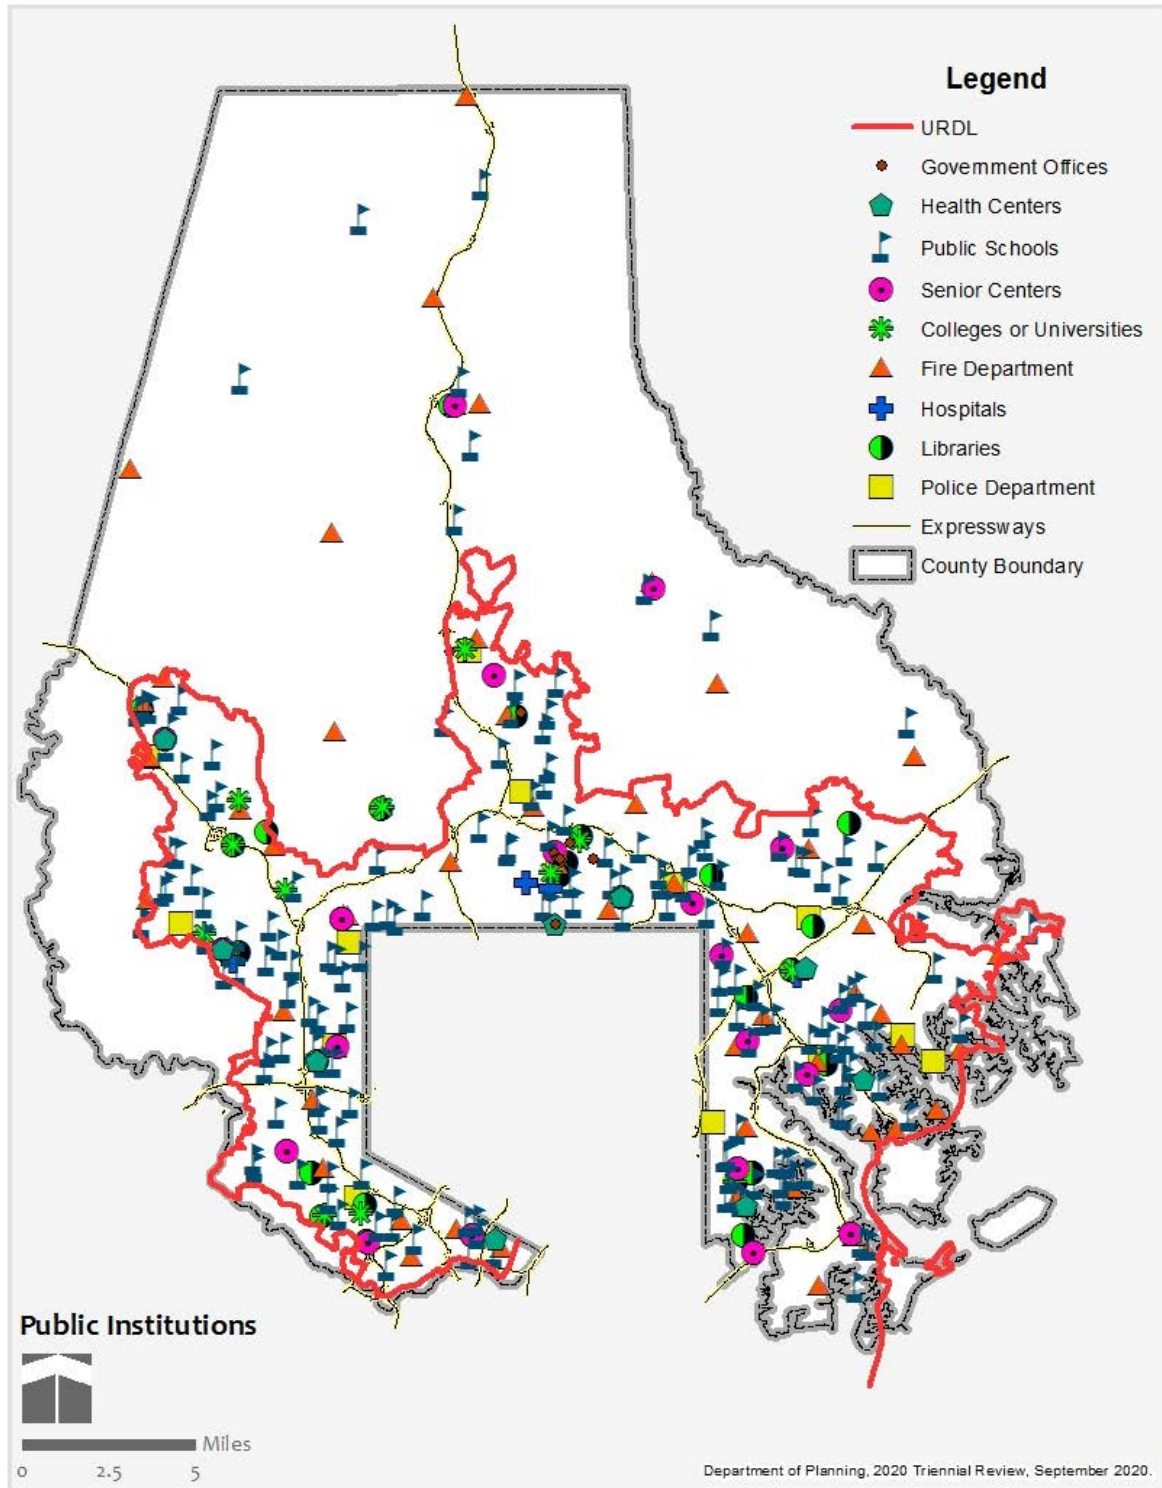 Legend
URDL
Government Offices
Health Centers
Public Schools
Senior Centers
Colleges or Universities
Fire Department
Hospitals
Libraries
Police Department
Expressways
County Boundary
Public Institutions
Miles
0 2.5 5
Department of Planning, 2020 Triennial Review, September 2020.